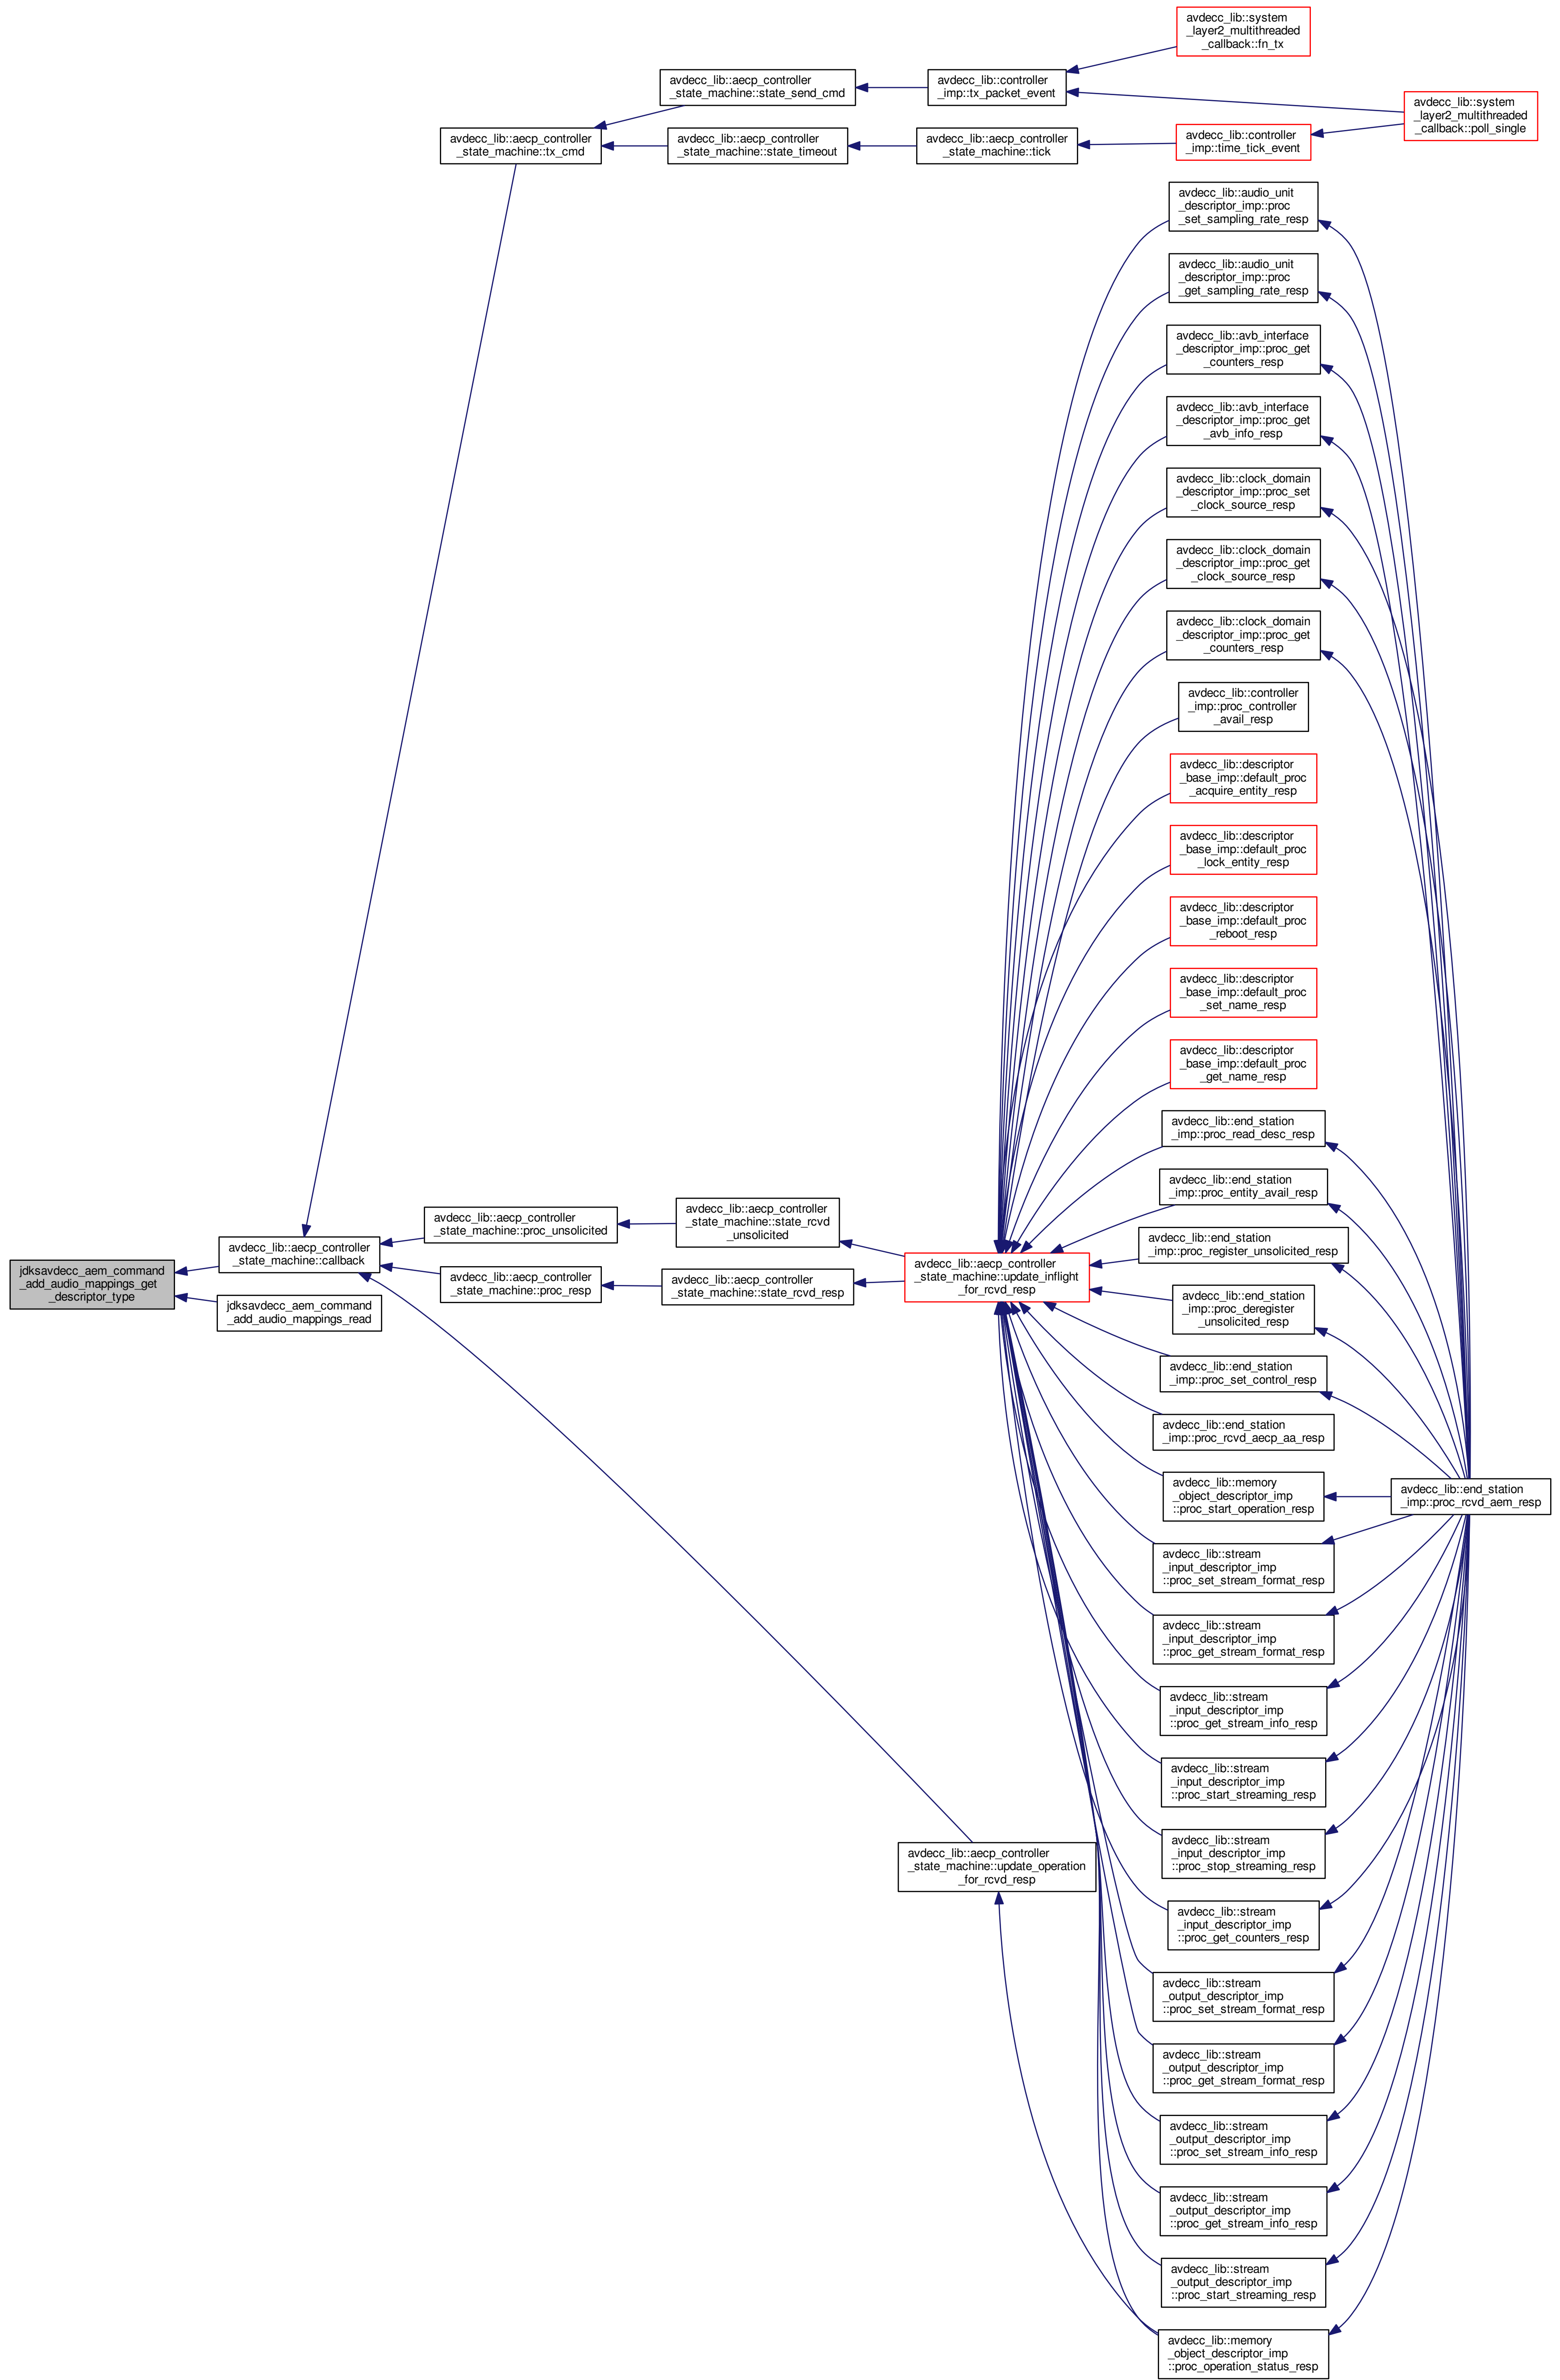 avdecc_lib::system
_layer2_multithreaded
_callback::fn_tx
avdecc_lib::aecp_controller
_state_machine::state_send_cmd
avdecc_lib::controller
_imp::tx_packet_event
avdecc_lib::system
_layer2_multithreaded
_callback::poll_single
avdecc_lib::aecp_controller
_state_machine::tx_cmd
avdecc_lib::aecp_controller
_state_machine::state_timeout
avdecc_lib::aecp_controller
_state_machine::tick
avdecc_lib::controller
_imp::time_tick_event
avdecc_lib::audio_unit
_descriptor_imp::proc
_set_sampling_rate_resp
avdecc_lib::audio_unit
_descriptor_imp::proc
_get_sampling_rate_resp
avdecc_lib::avb_interface
_descriptor_imp::proc_get
_counters_resp
avdecc_lib::avb_interface
_descriptor_imp::proc_get
_avb_info_resp
avdecc_lib::clock_domain
_descriptor_imp::proc_set
_clock_source_resp
avdecc_lib::clock_domain
_descriptor_imp::proc_get
_clock_source_resp
avdecc_lib::clock_domain
_descriptor_imp::proc_get
_counters_resp
avdecc_lib::controller
_imp::proc_controller
_avail_resp
avdecc_lib::descriptor
_base_imp::default_proc
_acquire_entity_resp
avdecc_lib::descriptor
_base_imp::default_proc
_lock_entity_resp
avdecc_lib::descriptor
_base_imp::default_proc
_reboot_resp
avdecc_lib::descriptor
_base_imp::default_proc
_set_name_resp
avdecc_lib::descriptor
_base_imp::default_proc
_get_name_resp
avdecc_lib::end_station
_imp::proc_read_desc_resp
avdecc_lib::end_station
_imp::proc_entity_avail_resp
avdecc_lib::aecp_controller
_state_machine::proc_unsolicited
avdecc_lib::aecp_controller
_state_machine::state_rcvd
_unsolicited
avdecc_lib::end_station
_imp::proc_register_unsolicited_resp
jdksavdecc_aem_command
_add_audio_mappings_get
_descriptor_type
avdecc_lib::aecp_controller
_state_machine::callback
avdecc_lib::aecp_controller
_state_machine::proc_resp
avdecc_lib::aecp_controller
_state_machine::state_rcvd_resp
avdecc_lib::aecp_controller
_state_machine::update_inflight
_for_rcvd_resp
avdecc_lib::end_station
_imp::proc_deregister
_unsolicited_resp
jdksavdecc_aem_command
_add_audio_mappings_read
avdecc_lib::end_station
_imp::proc_set_control_resp
avdecc_lib::end_station
_imp::proc_rcvd_aecp_aa_resp
avdecc_lib::memory
_object_descriptor_imp
::proc_start_operation_resp
avdecc_lib::end_station
_imp::proc_rcvd_aem_resp
avdecc_lib::stream
_input_descriptor_imp
::proc_set_stream_format_resp
avdecc_lib::stream
_input_descriptor_imp
::proc_get_stream_format_resp
avdecc_lib::stream
_input_descriptor_imp
::proc_get_stream_info_resp
avdecc_lib::stream
_input_descriptor_imp
::proc_start_streaming_resp
avdecc_lib::stream
_input_descriptor_imp
::proc_stop_streaming_resp
avdecc_lib::aecp_controller
_state_machine::update_operation
_for_rcvd_resp
avdecc_lib::stream
_input_descriptor_imp
::proc_get_counters_resp
avdecc_lib::stream
_output_descriptor_imp
::proc_set_stream_format_resp
avdecc_lib::stream
_output_descriptor_imp
::proc_get_stream_format_resp
avdecc_lib::stream
_output_descriptor_imp
::proc_set_stream_info_resp
avdecc_lib::stream
_output_descriptor_imp
::proc_get_stream_info_resp
avdecc_lib::stream
_output_descriptor_imp
::proc_start_streaming_resp
avdecc_lib::memory
_object_descriptor_imp
::proc_operation_status_resp